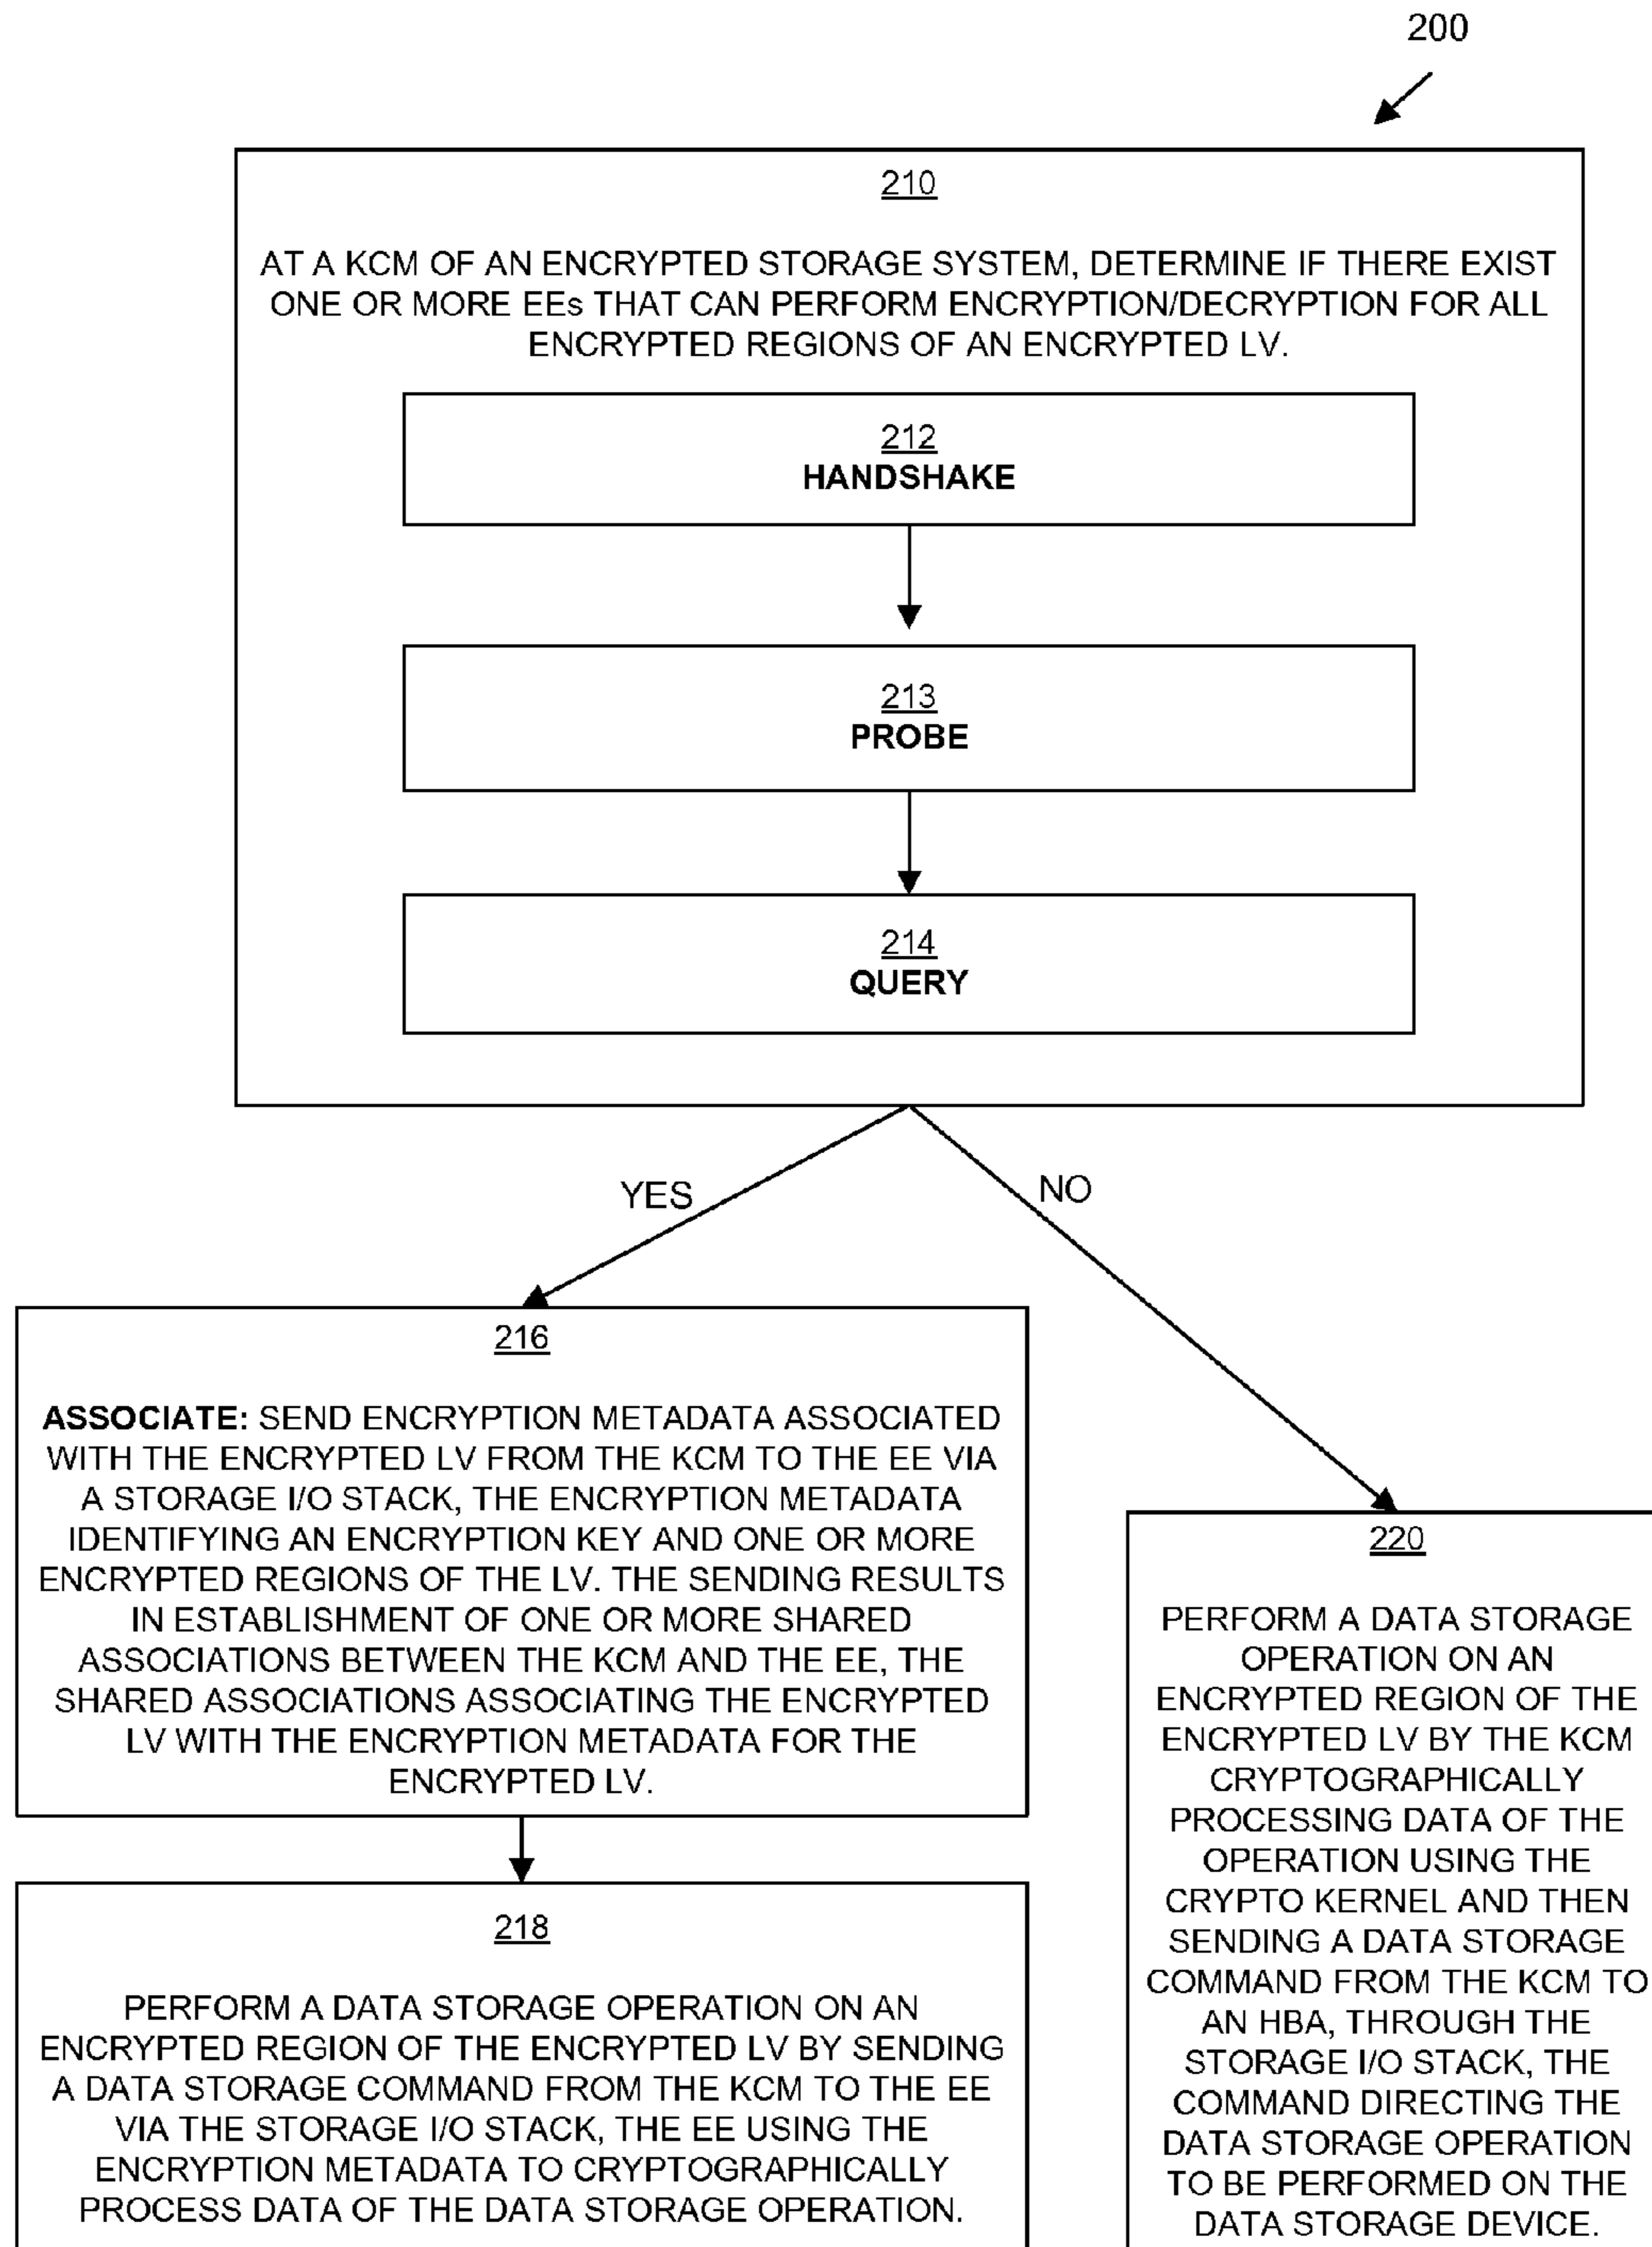 200
210
AT A KCM OF AN ENCRYPTED STORAGE SYSTEM, DETERMINE IF THERE EXIST
ONE OR MORE EEs THAT CAN PERFORM ENCRYPTION/DECRYPTION FOR ALL
ENCRYPTED REGIONS OF AN ENCRYPTED LV.
212
HANDSHAKE
213
PROBE
214
QUERY
YES
NO
216
ASSOCIATE: SEND ENCRYPTION METADATA ASSOCIATED
WITH THE ENCRYPTED LV FROM THE KCM TO THE EE VIA
A STORAGE I/O STACK, THE ENCRYPTION METADATA
IDENTIFYING AN ENCRYPTION KEY AND ONE OR MORE
ENCRYPTED REGIONS OF THE LV. THE SENDING RESULTS
IN ESTABLISHMENT OF ONE OR MORE SHARED
ASSOCIATIONS BETWEEN THE KCM AND THE EE, THE
SHARED ASSOCIATIONS ASSOCIATING THE ENCRYPTED
LV WITH THE ENCRYPTION METADATA FOR THE
ENCRYPTED LV.
218
PERFORM A DATA STORAGE OPERATION ON AN
ENCRYPTED REGION OF THE ENCRYPTED LV BY SENDING
A DATA STORAGE COMMAND FROM THE KCM TO THE EE
VIA THE STORAGE I/O STACK, THE EE USING THE
ENCRYPTION METADATA TO CRYPTOGRAPHICALLY
PROCESS DATA OF THE DATA STORAGE OPERATION.
220
PERFORM A DATA STORAGE
OPERATION ON AN
ENCRYPTED REGION OF THE
ENCRYPTED LV BY THE KCM
CRYPTOGRAPHICALLY
PROCESSING DATA OF THE
OPERATION USING THE
CRYPTO KERNEL AND THEN
SENDING A DATA STORAGE
COMMAND FROM THE KCM TO
AN HBA, THROUGH THE
STORAGE I/O STACK, THE
COMMAND DIRECTING THE
DATA STORAGE OPERATION
TO BE PERFORMED ON THE
DATA STORAGE DEVICE.